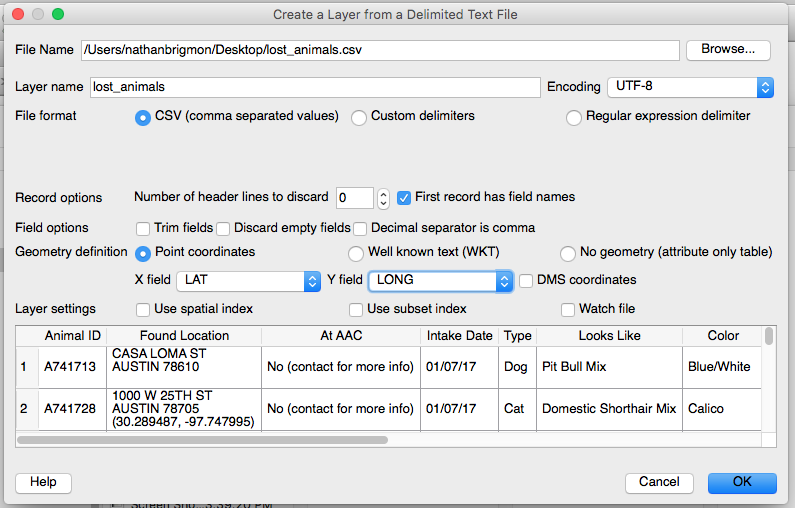 Create a Layer from a Delimited Text File
File Name /Users/nathanbrigmon/Desktop/lost_animals.csv Browse...
Layer name lost_animals Encoding UTF-8
File format CSV (comma separated values) Custom delimiters Regular expression delimiter
Record options Number of header lines to discard 0 First record has field names
Field options Trim fields Discard empty fields Decimal separator is comma
Geometry definition Point coordinates Well known text (WKT) No geometry (attribute only table)
X field LAT Y field LONG DMS coordinates
Layer settings Use spatial index Use subset index Watch file
Animal ID Found Location At AAC Intake Date Type Looks Like Color
CASA LOMA ST
1 A741713 AUSTIN 78610 No (contact for more info) 01/07/17 Dog Pit Bull Mix Blue/White
1000 W 25TH ST
2 A741728 AUSTIN 78705 No (contact for more info) 01/07/17 Cat Domestic Shorthair Mix Calico
(30.289487, -97.747995)
Help Cancel OK